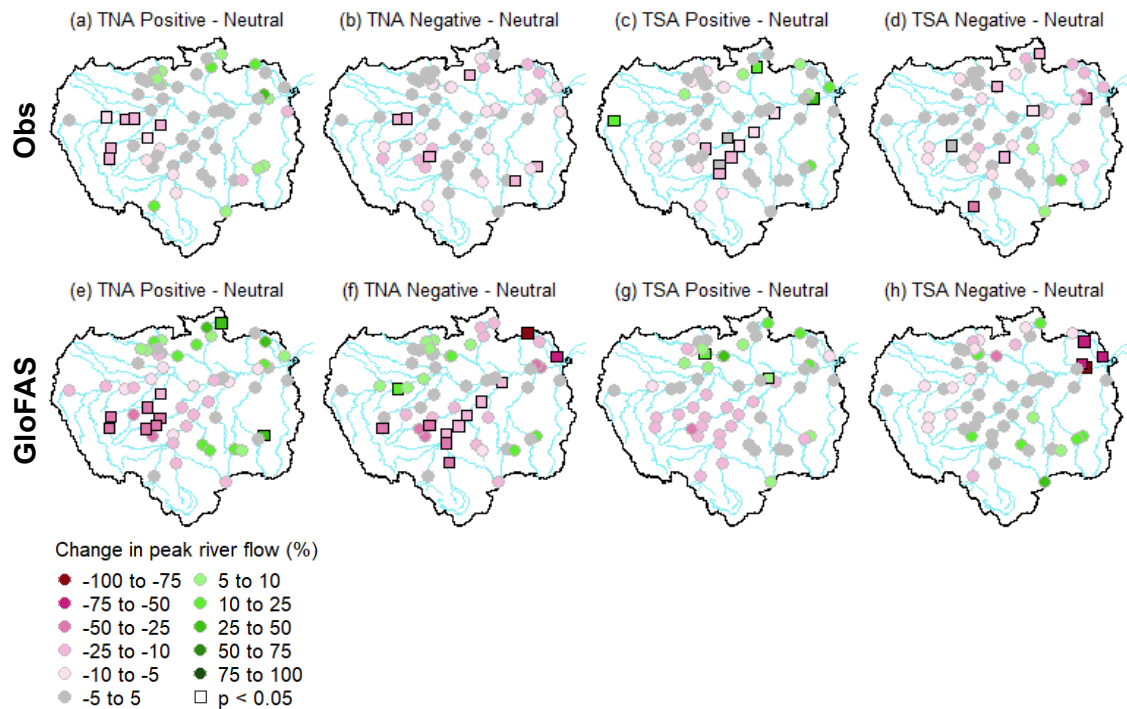 (a) TNA Positive - Neutral
(b) TNA Negative - Neutral
(c) TSA Positive - Neutral
(d) TSA Negative - Neutral
Obs
(e) TNA Positive - Neutral
(f) TNA Negative - Neutral
(g) TSA Positive - Neutral
(h) TSA Negative - Neutral
GloFAS
Change in peak river flow (%)
-100 to -75
-75 to -50
-50 to -25
-25 to -10
-10 to -5
-5 to 5
5 to 10
10 to 25
25 to 50
50 to 75
75 to 100
p < 0.05